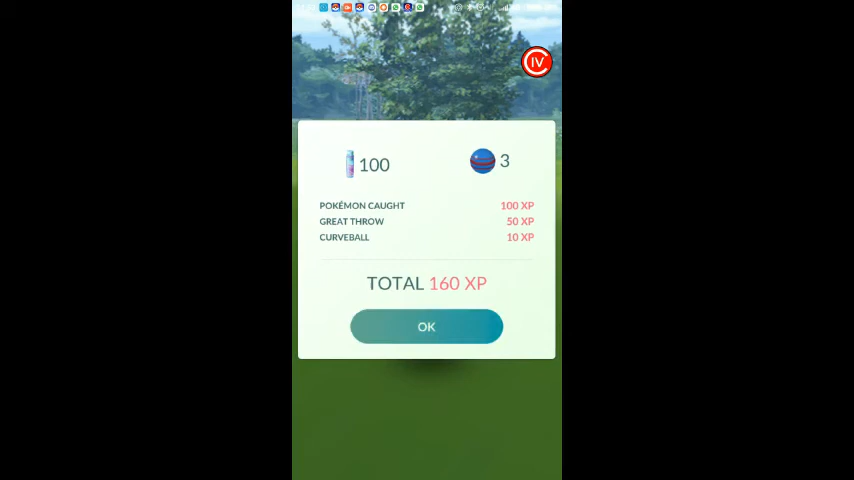 IV
100 3
POKÉMON CAUGHT 100 XP
GREAT THROW 50 XP
CURVEBALL 10 XP
TOTAL 160 XP
OK